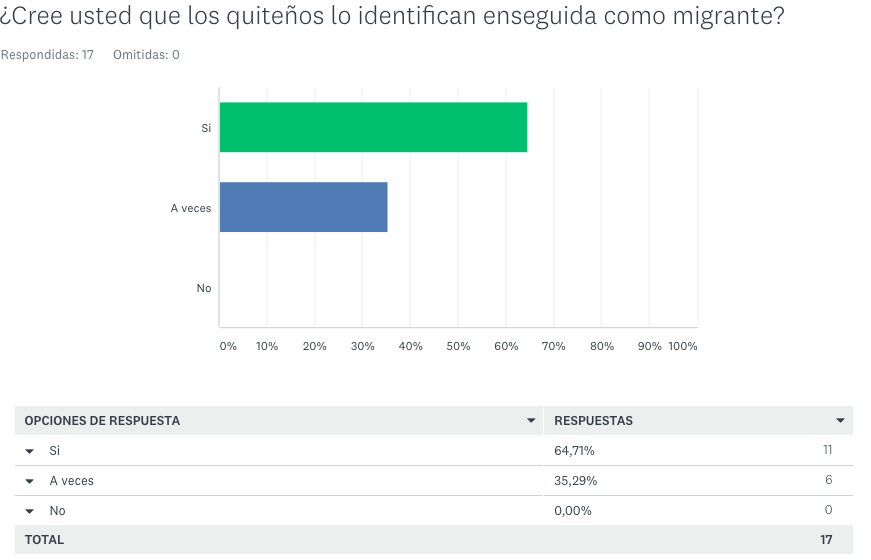 ¿Cree usted que los quiteños lo identifican enseguida como migrante?
Respondidas: 17 Omitidas: 0
Si
A veces
No
0% 10% 20% 30% 40% 50% 60% 70% 80% 90% 100%
OPCIONES DE RESPUESTA RESPUESTAS
Si 64,71% 11
A veces 35,29% 6
No 0,00% 0
TOTAL 17